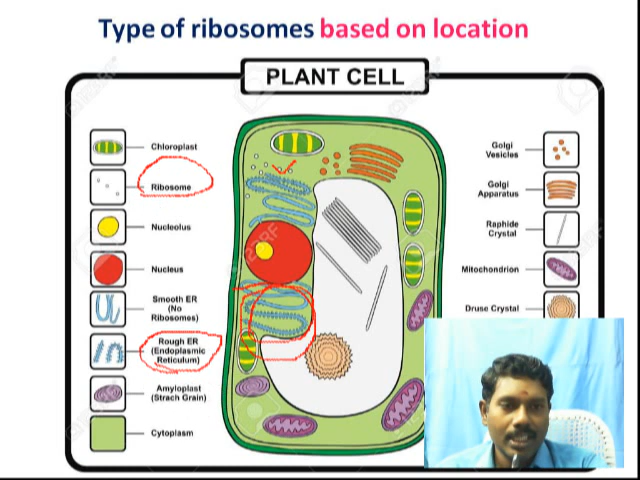 Type of ribosomes based on location
PLANT CELL
Chloroplast
Ribosome
Nucleolus
Nucleus
Smooth ER
(No
Ribosomes)
Rough ER
(Endoplasmic
Reticulum)
Amyloplast
(Strach Grain)
Cytoplasm
Golgi
Vesicles
Golgi
Apparatus
Raphide
Crystal
Mitochondrion
Druse Crystal